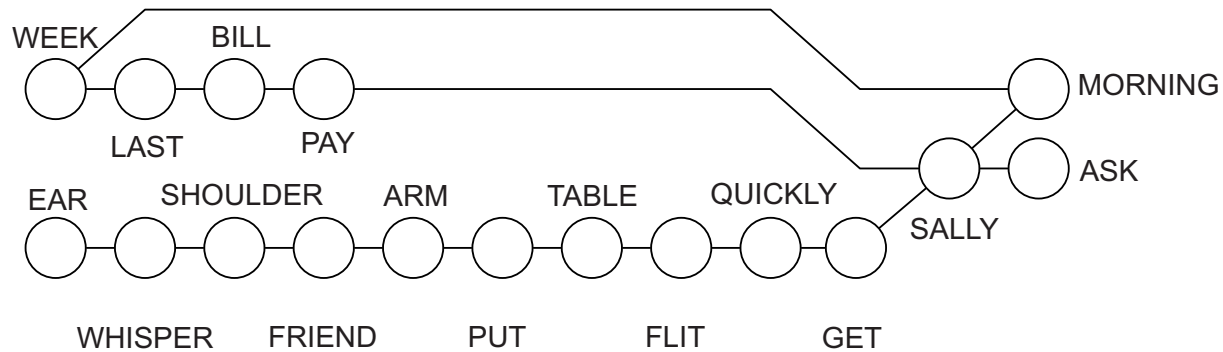 WEEK
BILL
MORNING
LAST
PAY
ASK
EAR
SHOULDER
ARM
TABLE
QUICKLY
SALLY
WHISPER
FRIEND
PUT
FLIT
GET